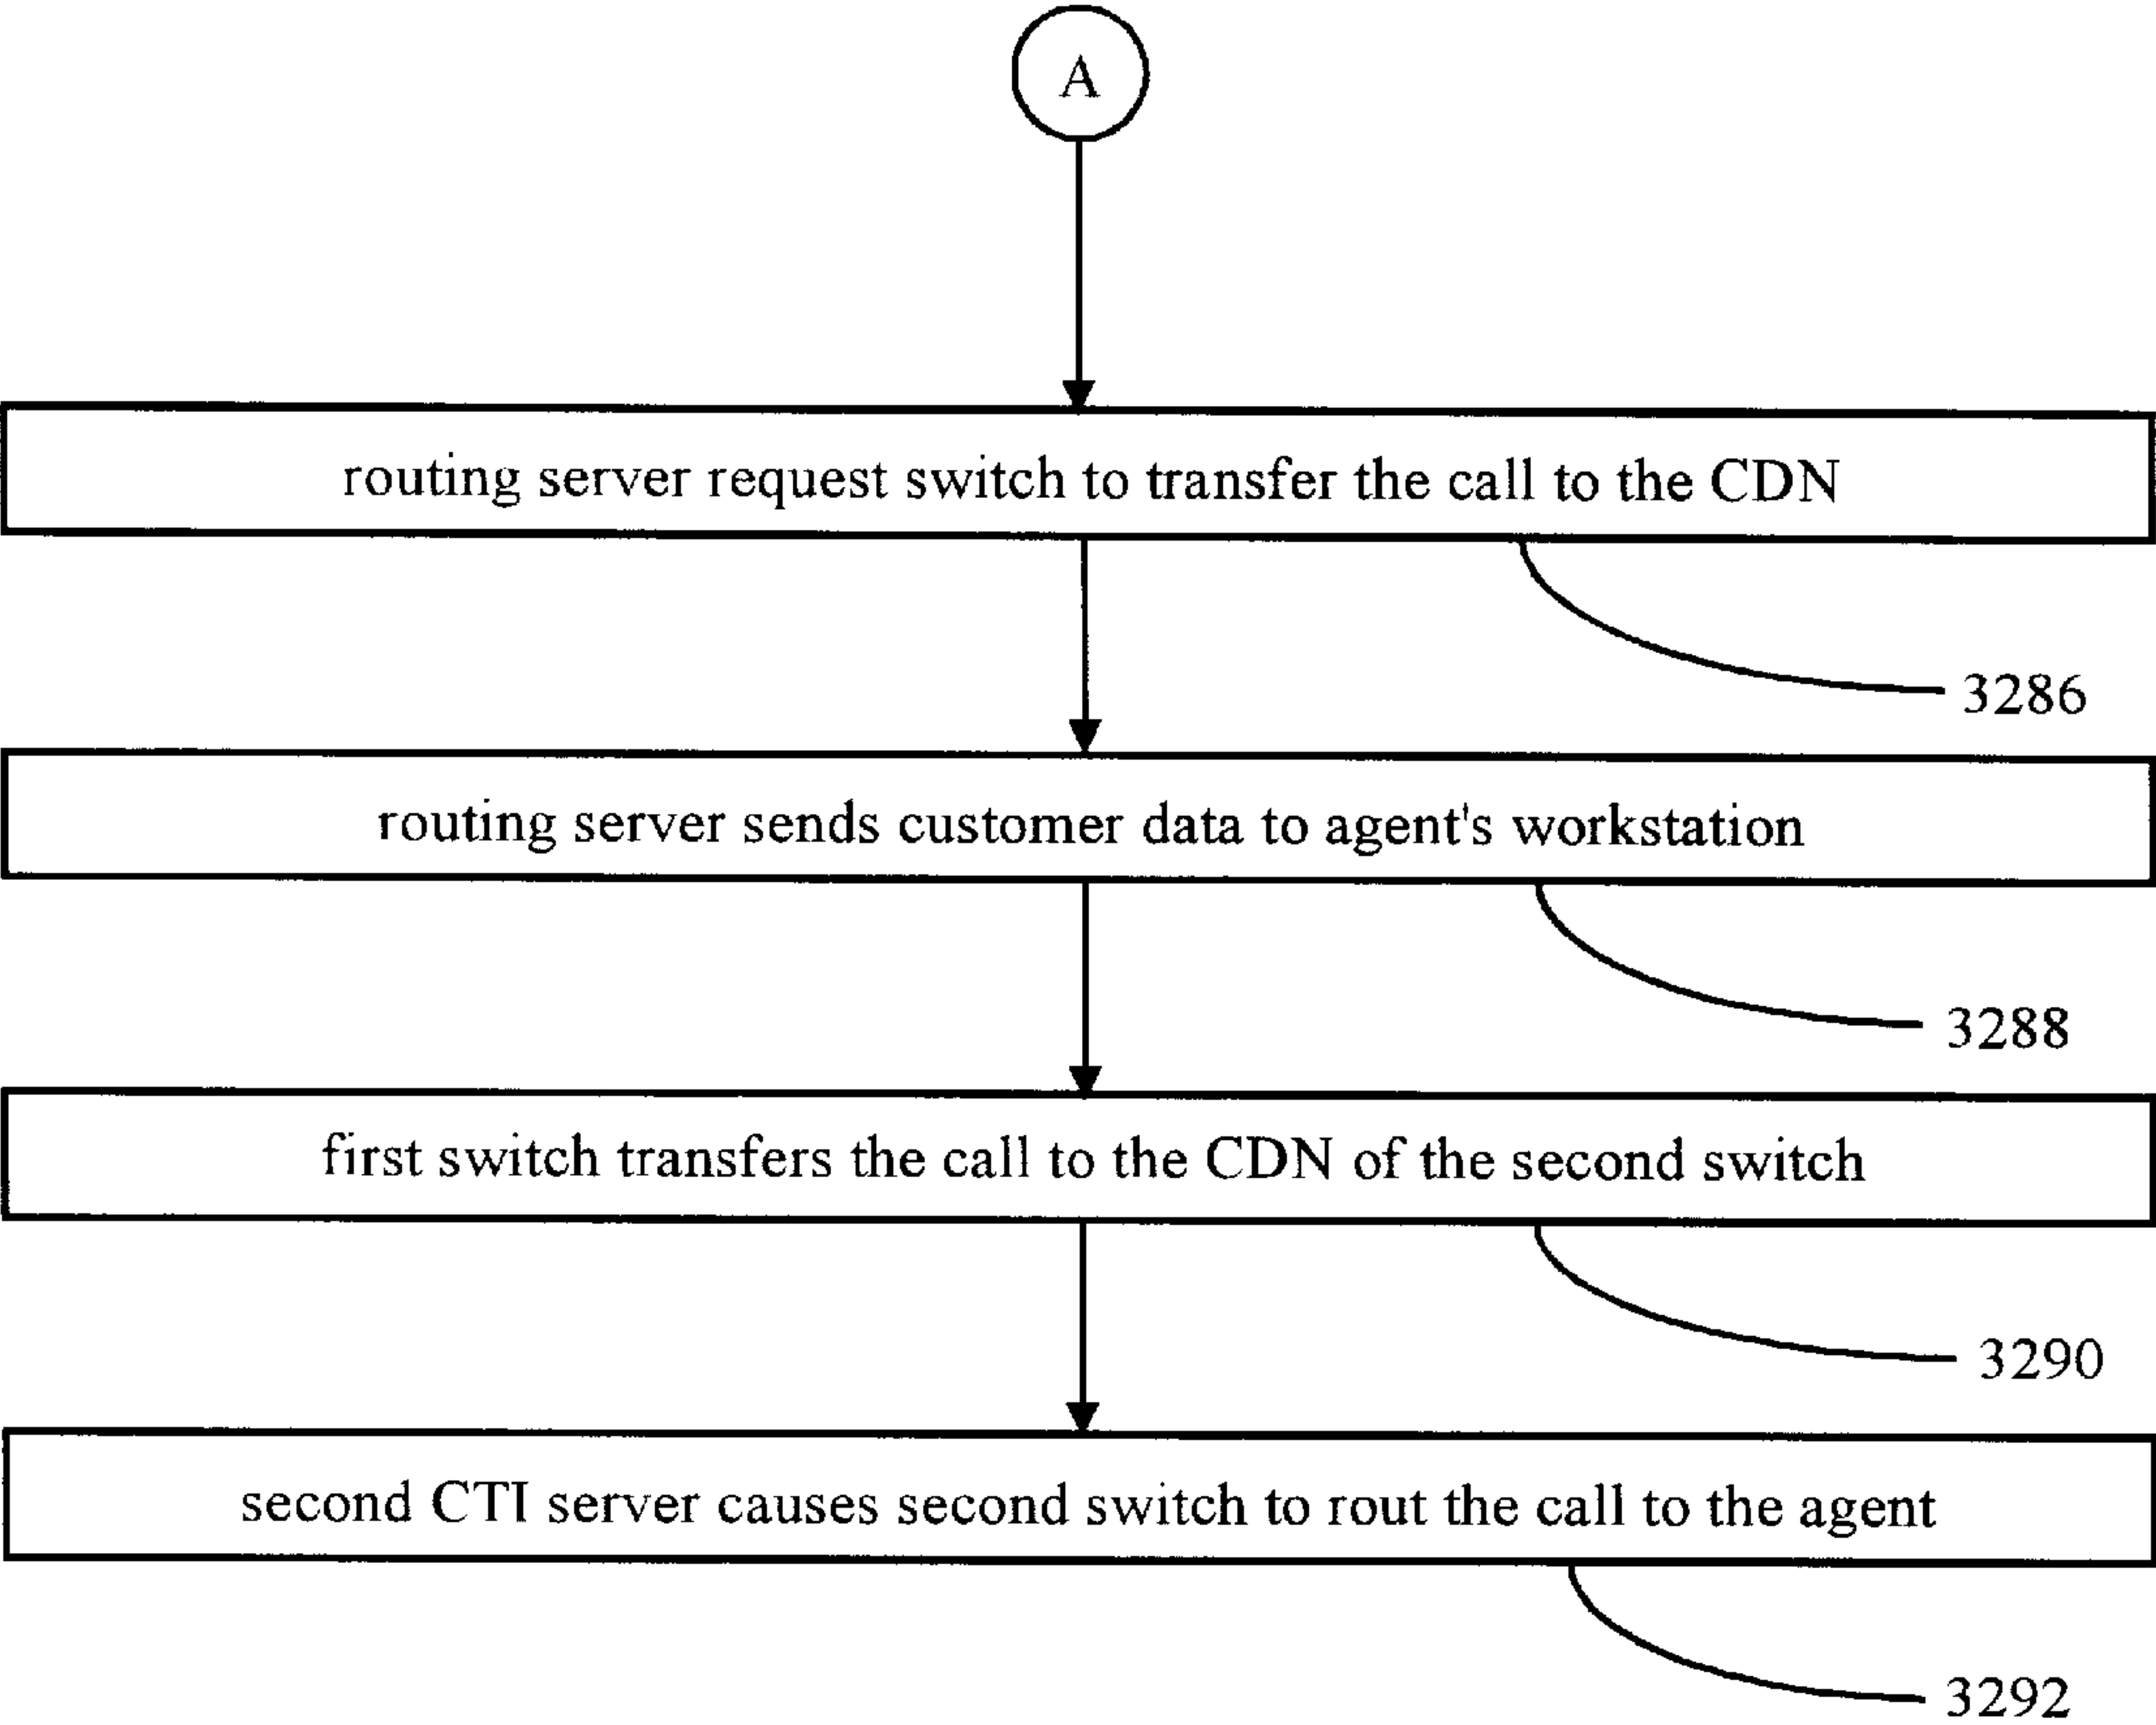 A
routing server request switch to transfer the call to the CDN
3286
routing server sends customer data to agent's workstation
3288
first switch transfers the call to the CDN of the second switch
3290
second CTI server causes second switch to rout the call to the agent
3292